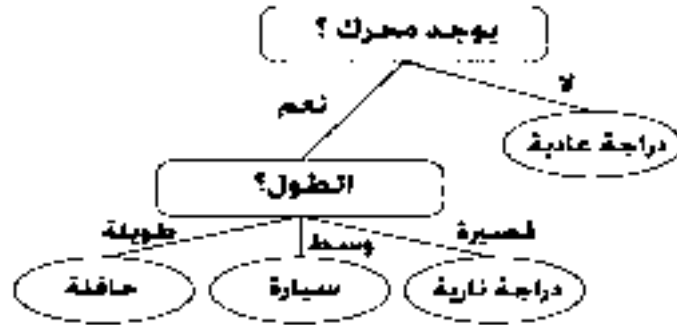 يوجد محرك ؟
لا
نعم
دراجة عادية
الطول؟
قصيرة
وسط
طويلة
دراجة نارية
سيارة
حافلة